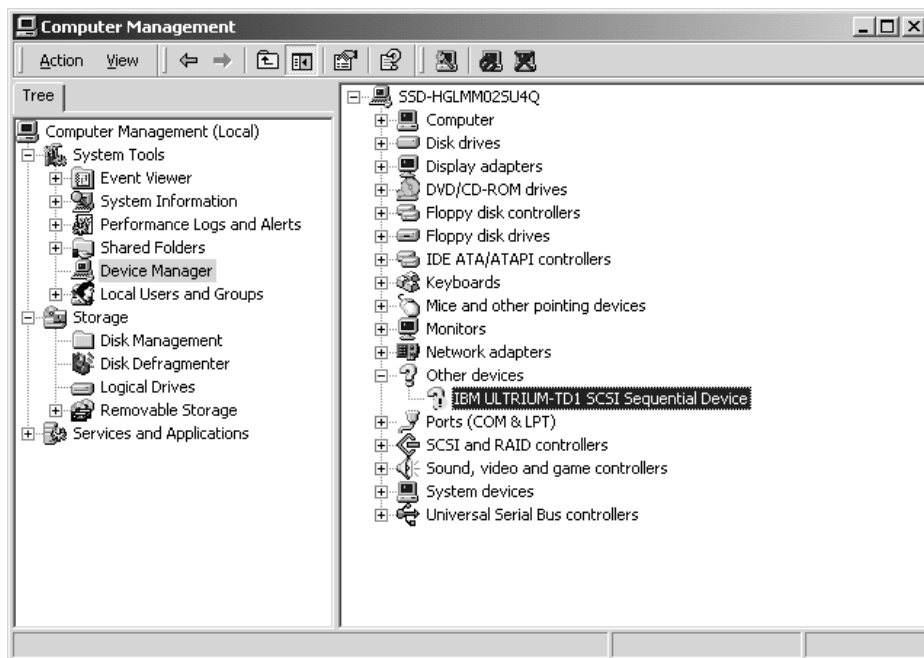 Computer Management
Action View
Tree
Computer Management (Local)
System Tools
Event Viewer
System Information
Performance Logs and Alerts
Shared Folders
Device Manager
Local Users and Groups
Storage
Disk Management
Disk Defragmenter
Logical Drives
Removable Storage
Services and Applications
SSD-HGLMM02SU4Q
Computer
Disk drives
Display adapters
DVD/CD-ROM drives
Floppy disk controllers
Floppy disk drives
IDE ATA/ATAPI controllers
Keyboards
Mice and other pointing devices
Monitors
Network adapters
Other devices
IBM ULTRIUM-TD1 SCSI Sequential Device
Ports (COM & LPT)
SCSI and RAID controllers
Sound, video and game controllers
System devices
Universal Serial Bus controllers